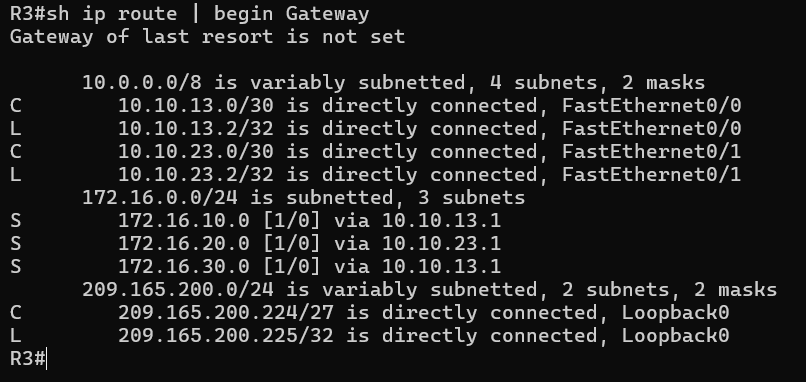 R3#sh ip route | begin Gateway
Gateway of last resort is not set
10.0.0.0/8 is variably subnetted, 4 subnets, 2 masks
C 10.10.13.0/30 is directly connected, FastEthernet0/0
L 10.10.13.2/32 is directly connected, FastEthernet0/0
C 10.10.23.0/30 is directly connected, FastEthernet0/1
L 10.10.23.2/32 is directly connected, FastEthernet0/1
172.16.0.0/24 is subnetted, 3 subnets
S 172.16.10.0 [1/0] via 10.10.13.1
S 172.16.20.0 [1/0] via 10.10.23.1
S 172.16.30.0 [1/0] via 10.10.13.1
209.165.200.0/24 is variably subnetted, 2 subnets, 2 masks
C 209.165.200.224/27 is directly connected, Loopback0
L 209.165.200.225/32 is directly connected, Loopback0
R3#